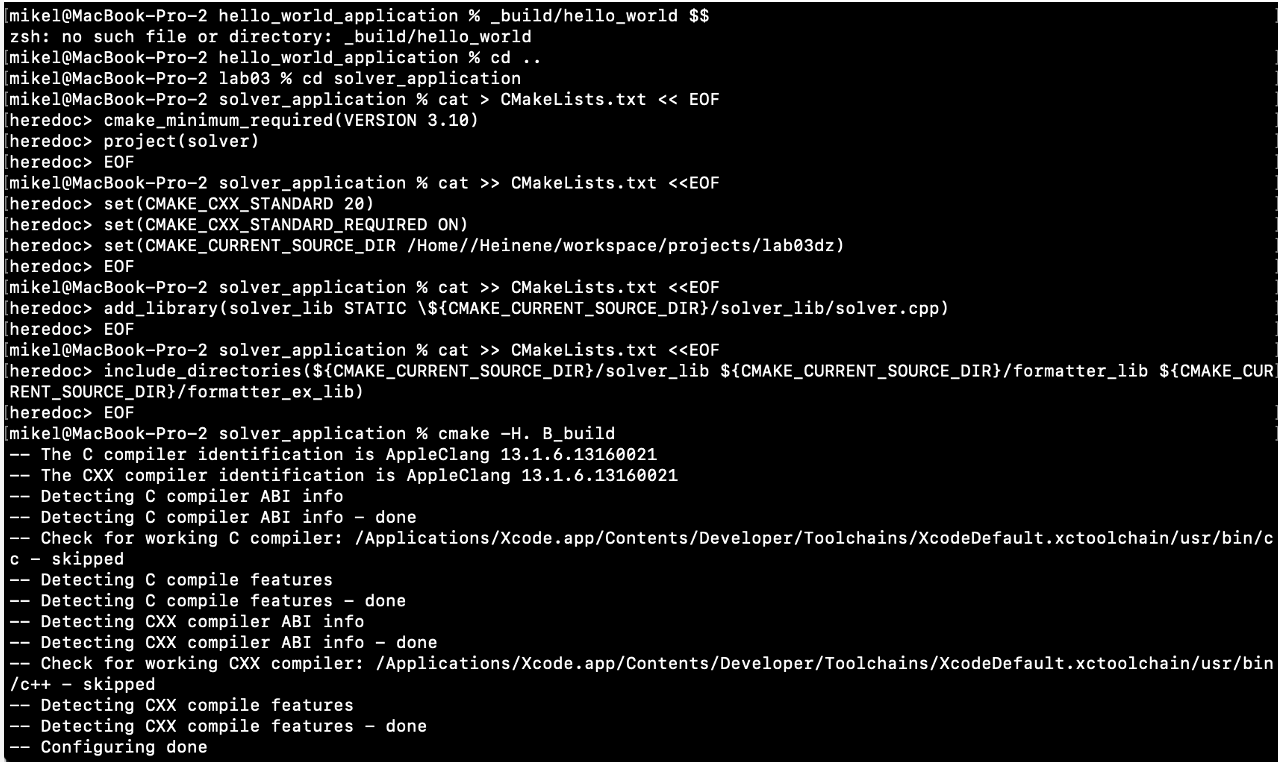 [mikel@MacBook-Pro-2 hello_world_application % _build/hello_world $$ ]
zsh: no such file or directory: _build/hello_world
[mikel@MacBook-Pro-2 hello_world_application % cd .. ]
[mikel@MacBook-Pro-2 lab03 % cd solver_application ]
[mikel@MacBook-Pro-2 solver_application % cat > CMakeLists.txt << EOF ]
[heredoc> cmake_minimum_required(VERSION 3.10) ]
[heredoc> project(solver) ]
[heredoc> EOF ]
[mikel@MacBook-Pro-2 solver_application % cat >> CMakeLists.txt <<EOF ]
[heredoc> set(CMAKE_CXX_STANDARD 20) ]
[heredoc> set(CMAKE_CXX_STANDARD_REQUIRED ON) ]
[heredoc> set(CMAKE_CURRENT_SOURCE_DIR /Home//Heinene/workspace/projects/lab03dz) ]
[heredoc> EOF ]
[mikel@MacBook-Pro-2 solver_application % cat >> CMakeLists.txt <<EOF ]
[heredoc> add_library(solver_lib STATIC \${CMAKE_CURRENT_SOURCE_DIR}/solver_lib/solver.cpp) ]
[heredoc> EOF ]
[mikel@MacBook-Pro-2 solver_application % cat >> CMakeLists.txt <<EOF ]
[heredoc> include_directories(${CMAKE_CURRENT_SOURCE_DIR}/solver_lib ${CMAKE_CURRENT_SOURCE_DIR}/formatter_lib ${CMAKE_CUR]
RENT_SOURCE_DIR}/formatter_ex_lib)
[heredoc> EOF ]
[mikel@MacBook-Pro-2 solver_application % cmake -H. B_build ]
-- The C compiler identification is AppleClang 13.1.6.13160021
-- The CXX compiler identification is AppleClang 13.1.6.13160021
-- Detecting C compiler ABI info
-- Detecting C compiler ABI info - done
-- Check for working C compiler: /Applications/Xcode.app/Contents/Developer/Toolchains/XcodeDefault.xctoolchain/usr/bin/c
c - skipped
-- Detecting C compile features
-- Detecting C compile features - done
-- Detecting CXX compiler ABI info
-- Detecting CXX compiler ABI info - done
-- Check for working CXX compiler: /Applications/Xcode.app/Contents/Developer/Toolchains/XcodeDefault.xctoolchain/usr/bin
/c++ - skipped
-- Detecting CXX compile features
-- Detecting CXX compile features - done
-- Configuring done